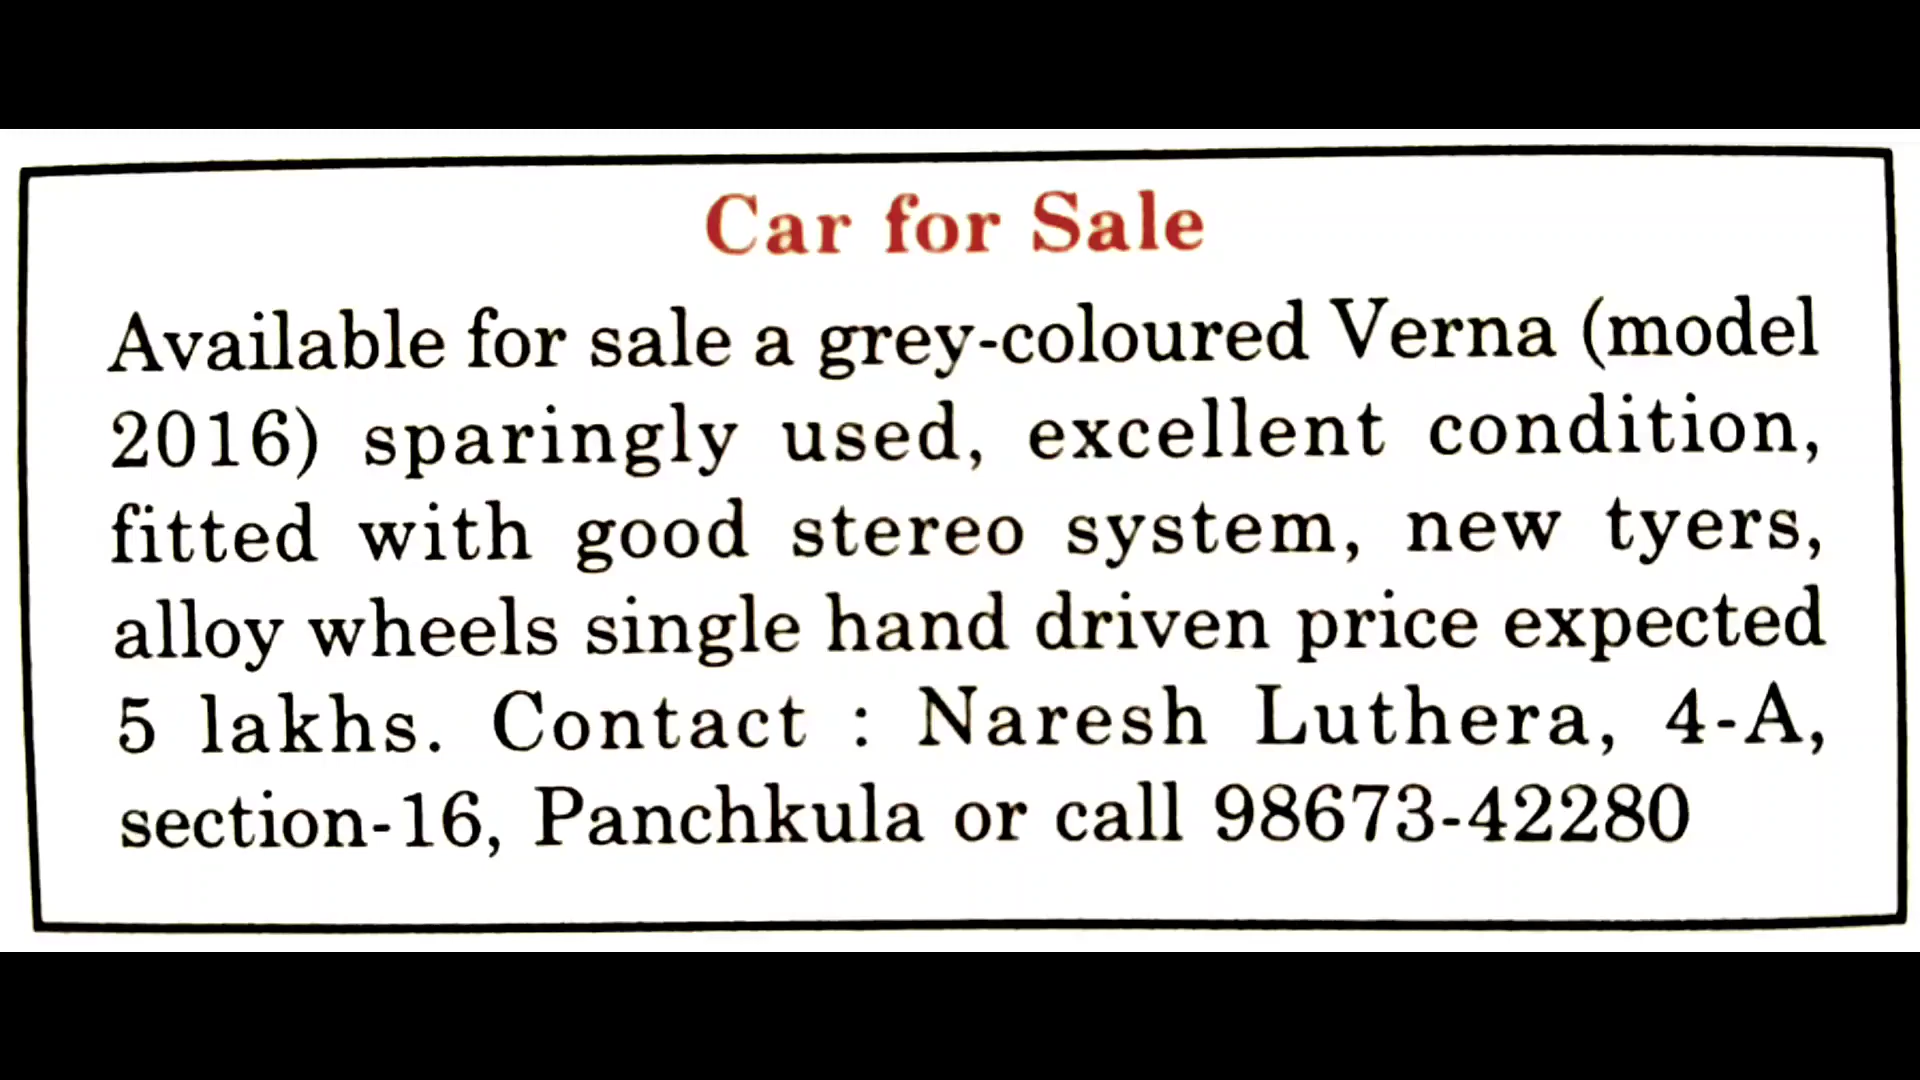 Car for Sale
Available for sale a grey-coloured Verna (model
2016) sparingly used, excellent condition,
fitted with good stereo system, new tyers,
alloy wheels single hand driven price expected
5 lakhs. Contact : Naresh Luthera, 4-A,
section-16, Panchkula or call 98673-42280